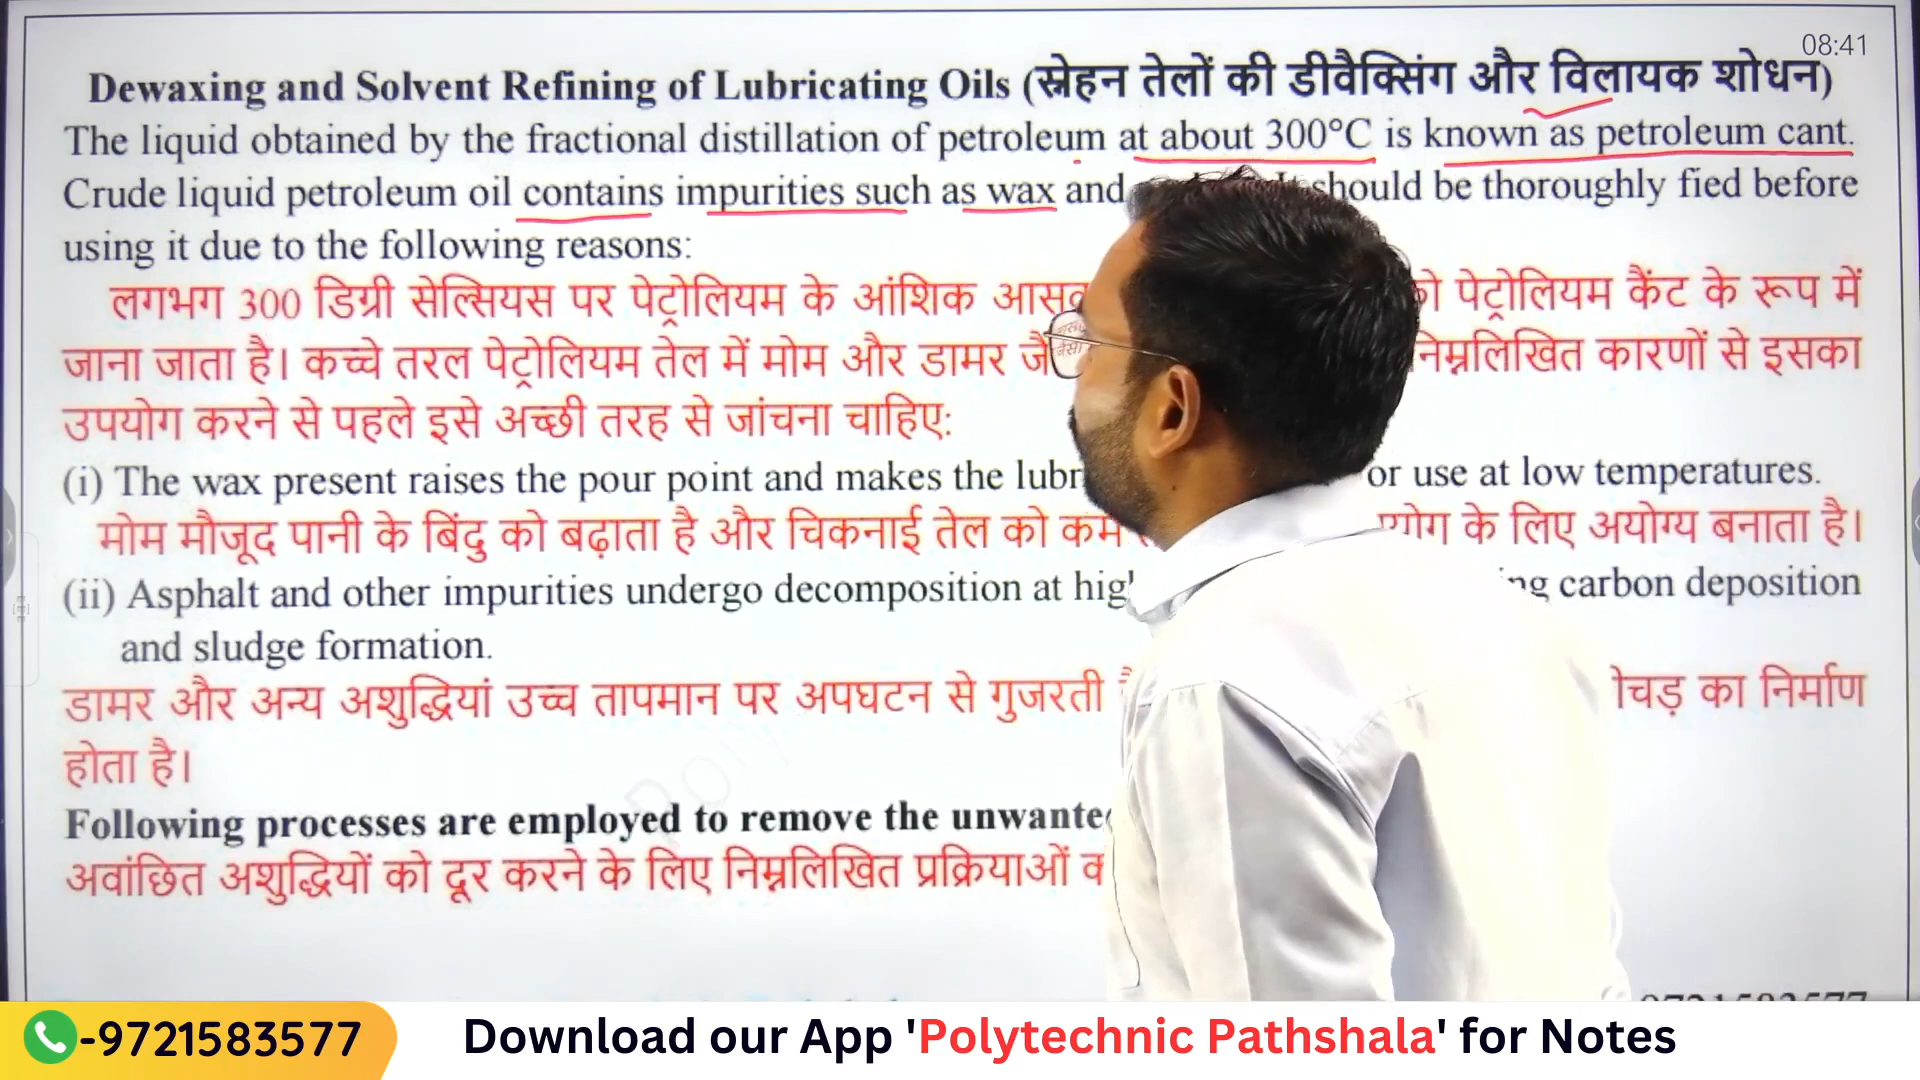 08:41
Dewaxing and Solvent Refining of Lubricating Oils (स्नेहन तेलों की डीवैक्सिंग और विलायक शोधन)
The liquid obtained by the fractional distillation of petroleum at about 300°C is known as petroleum cant.
Crude liquid petroleum oil contains impurities such as wax and should be thoroughly fied before
using it due to the following reasons:
लगभग 300 डिग्री सेल्सियस पर पेट्रोलियम के आंशिक पेट्रोलियम कैंट के रूप में
जाना जाता है। कच्चे तरल पेट्रोलियम तेल में मोम और डामर निम्नलिखित कारणों से इसका
उपयोग करने से पहले इसे अच्छी तरह से जांचना चाहिए:
(i) The wax present raises the pour point and makes the or use at low temperatures.
मोम मौजूद पानी के बिंदु को बढ़ाता है और चिकनाई तेल को कम के लिए अयोग्य बनाता है।
(ii) Asphalt and other impurities undergo decomposition at carbon deposition
and sludge formation.
डामर और अन्य अशुद्धियां उच्च तापमान पर अपघटन से गुजरती का निर्माण
होता है।
Following processes are employed to remove the
अवांछित अशुद्धियों को दूर करने के लिए निम्नलिखित प्रक्रियाओं
-9721583577 Download our App 'Polytechnic Pathshala' for Notes